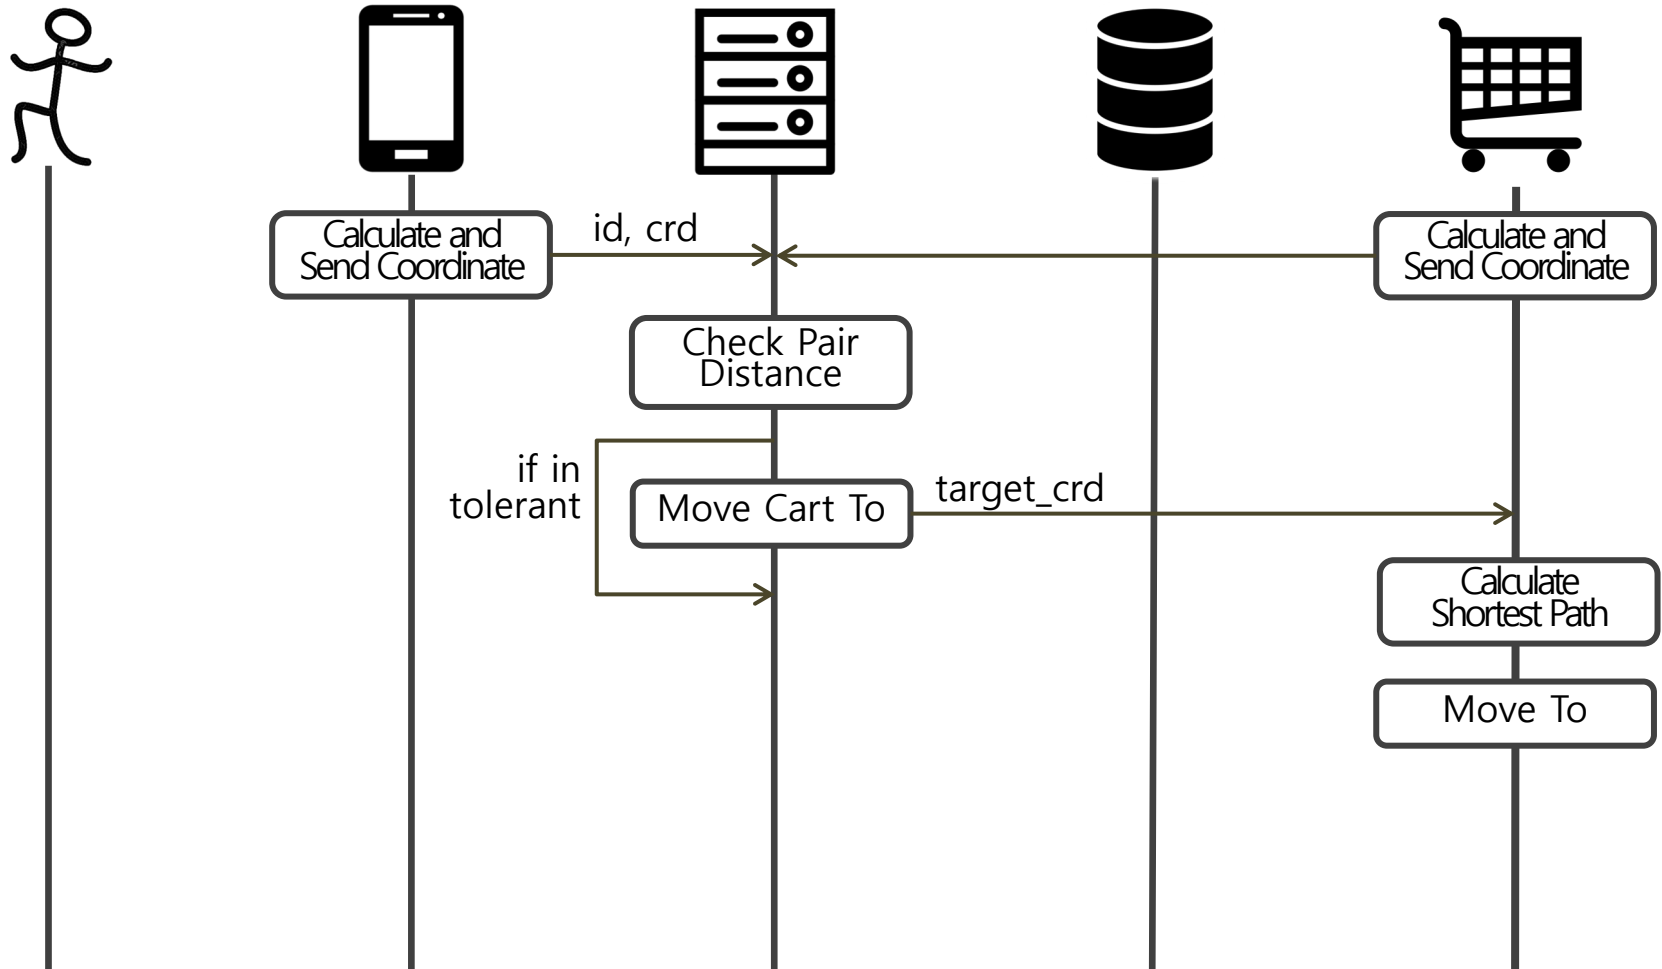 Calculate and
Send Coordinate
id, crd
Calculate and
Send Coordinate
Check Pair
Distance
if in
tolerant
Move Cart To
target_crd
Calculate
Shortest Path
Move To